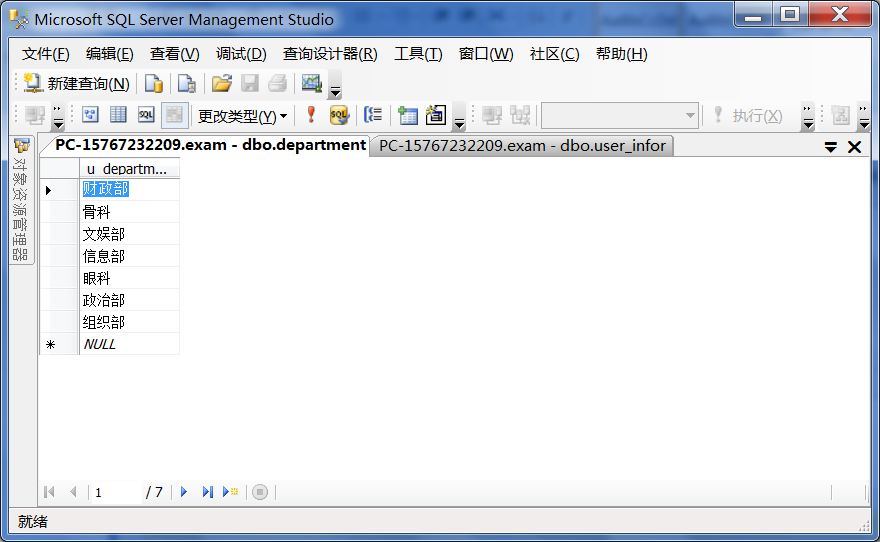 Microsoft SQL Server Management Studio
文件(F) 编辑(E) 查看(V) 调试(D) 查询设计器(R) 工具(T) 窗口(W) 社区(C) 帮助(H)
新建查询(N)
SQL 更改类型(Y) SQL 执行(X)
PC-15767232209.exam - dbo.department PC-15767232209.exam - dbo.user_infor
对象资源管理器
u_departm...
财政部
骨科
文娱部
信息部
眼科
政治部
组织部
NULL
1 / 7
就绪